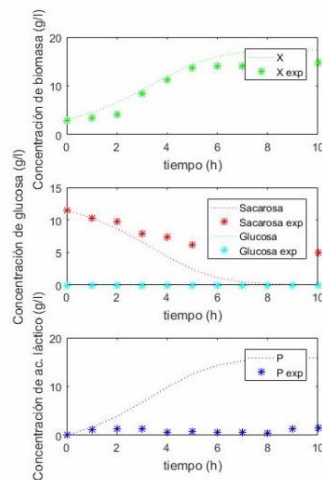 Concentración de biomasa (g/l)
20
10
0
X
X exp
0 2 4 6 8 10
tiempo (h)
Concentración de glucosa (g/l)
15
10
5
0
Sacarosa
Sacarosa exp
Glucosa
Glucosa exp
0 2 4 6 8 10
tiempo (h)
Concentración de ac. láctico (g/l)
20
10
0
P
P exp
0 2 4 6 8 10
tiempo (h)